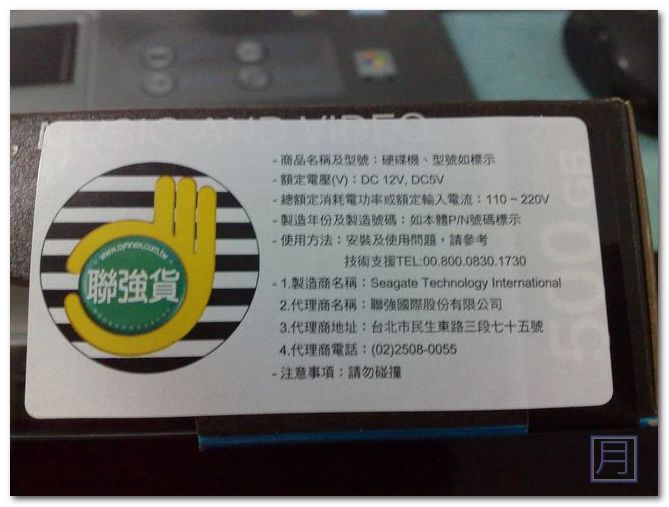 MUSIC AND VIDEO
- 商品名稱及型號：硬碟機、型號如標示
- 額定電壓(V)：DC 12V, DC5V
- 總額定消耗電功率或額定輸入電流：110 ~ 220V
- 製造年份及製造號碼：如本體P/N號碼標示
- 使用方法：安裝及使用問題，請參考
技術支援TEL:00.800.0830.1730
- 1.製造商名稱：Seagate Technology International
2.代理商名稱：聯強國際股份有限公司
3.代理商地址：台北市民生東路三段七十五號
4.代理商電話：(02)2508-0055
- 注意事項：請勿碰撞
www.synnex.com.tw
聯強貨
500 GB
月